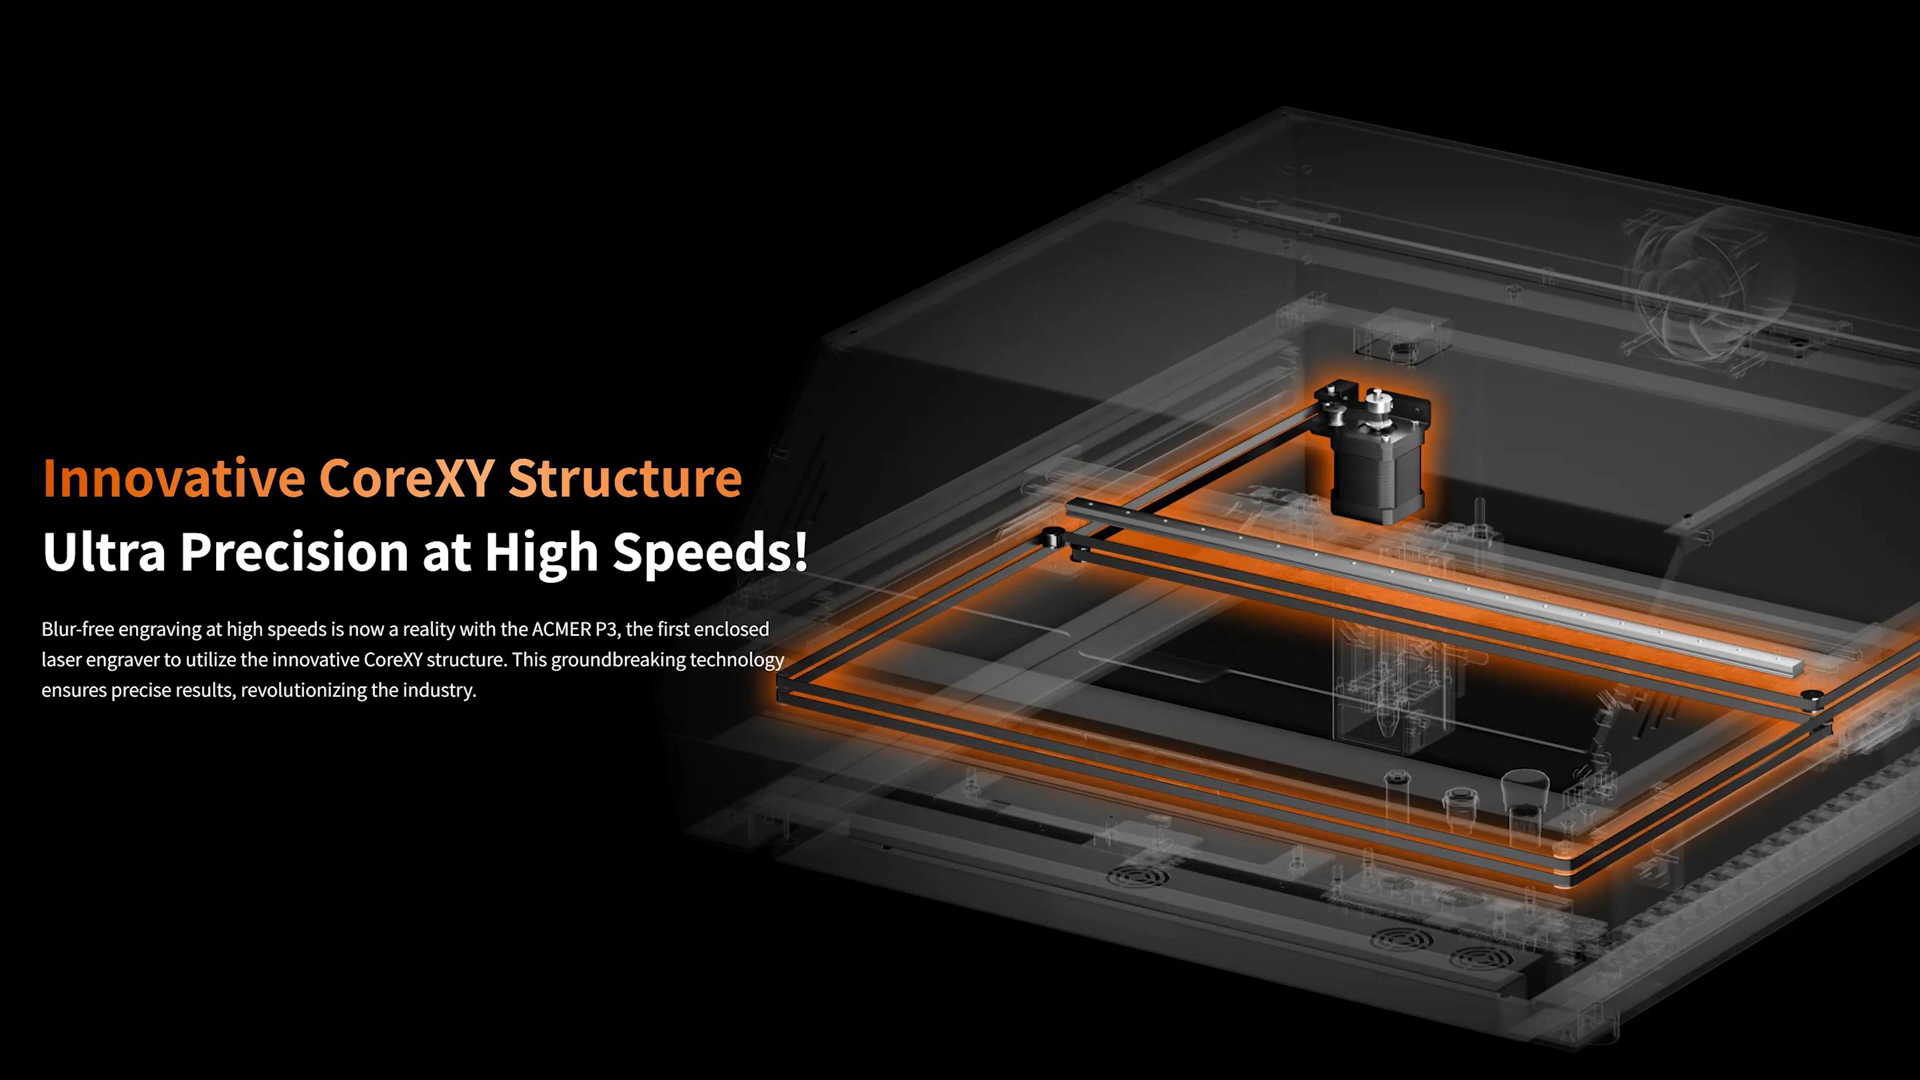 Innovative CoreXY Structure
Ultra Precision at High Speeds!
Blur-free engraving at high speeds is now a reality with the ACMER P3, the first enclosed
laser engraver to utilize the innovative CoreXY structure. This groundbreaking technology
ensures precise results, revolutionizing the industry.